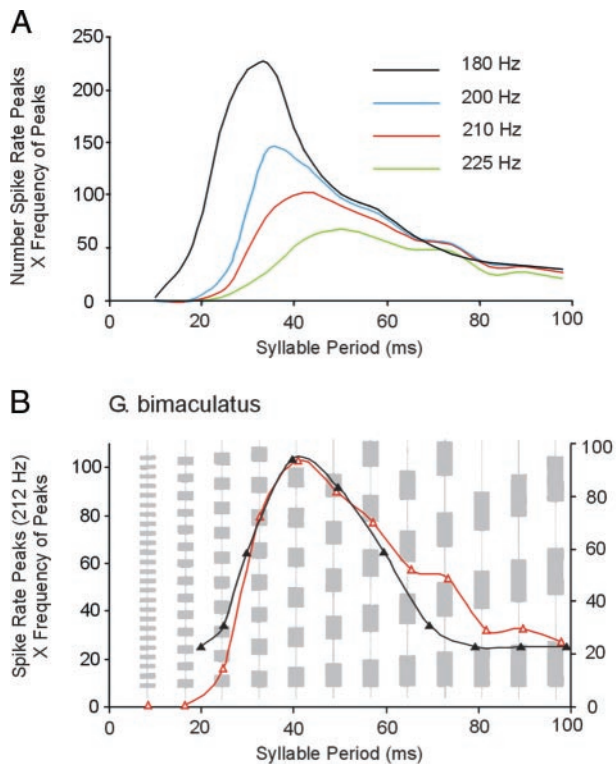 A
Number Spike Rate Peaks
X Frequency of Peaks
250
200
150
100
50
0
180 Hz
200 Hz
210 Hz
225 Hz
0 20 40 60 80 100
Syllable Period (ms)
B G. bimaculatus
Spike Rate Peaks (212 Hz)
X Frequency of Peaks
100
80
60
40
20
0
100
80
60
40
20
0
0 20 40 60 80 100
Syllable Period (ms)